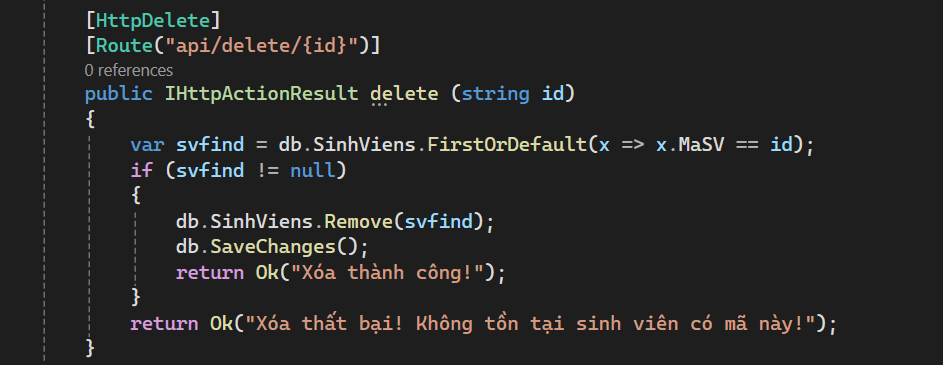 [HttpDelete]
[Route("api/delete/{id}")]
0 references
public IHttpActionResult delete (string id)
{
var svfind = db.SinhViens.FirstOrDefault(x => x.MaSV == id);
if (svfind != null)
{
db.SinhViens.Remove(svfind);
db.SaveChanges();
return Ok("Xóa thành công!");
}
return Ok("Xóa thất bại! Không tồn tại sinh viên có mã này!");
}